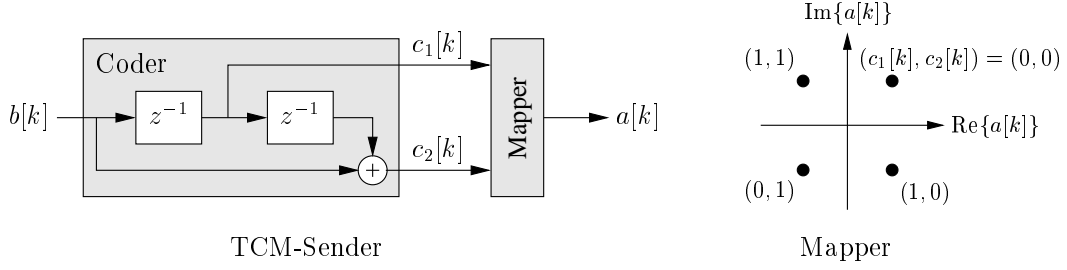 Coder
b[k]
z⁻¹
z⁻¹
+
c₁[k]
c₂[k]
Mapper
a[k]
TCM-Sender
Im{a[k]}
(1, 1)
(c₁[k], c₂[k]) = (0, 0)
Re{a[k]}
(0, 1)
(1, 0)
Mapper